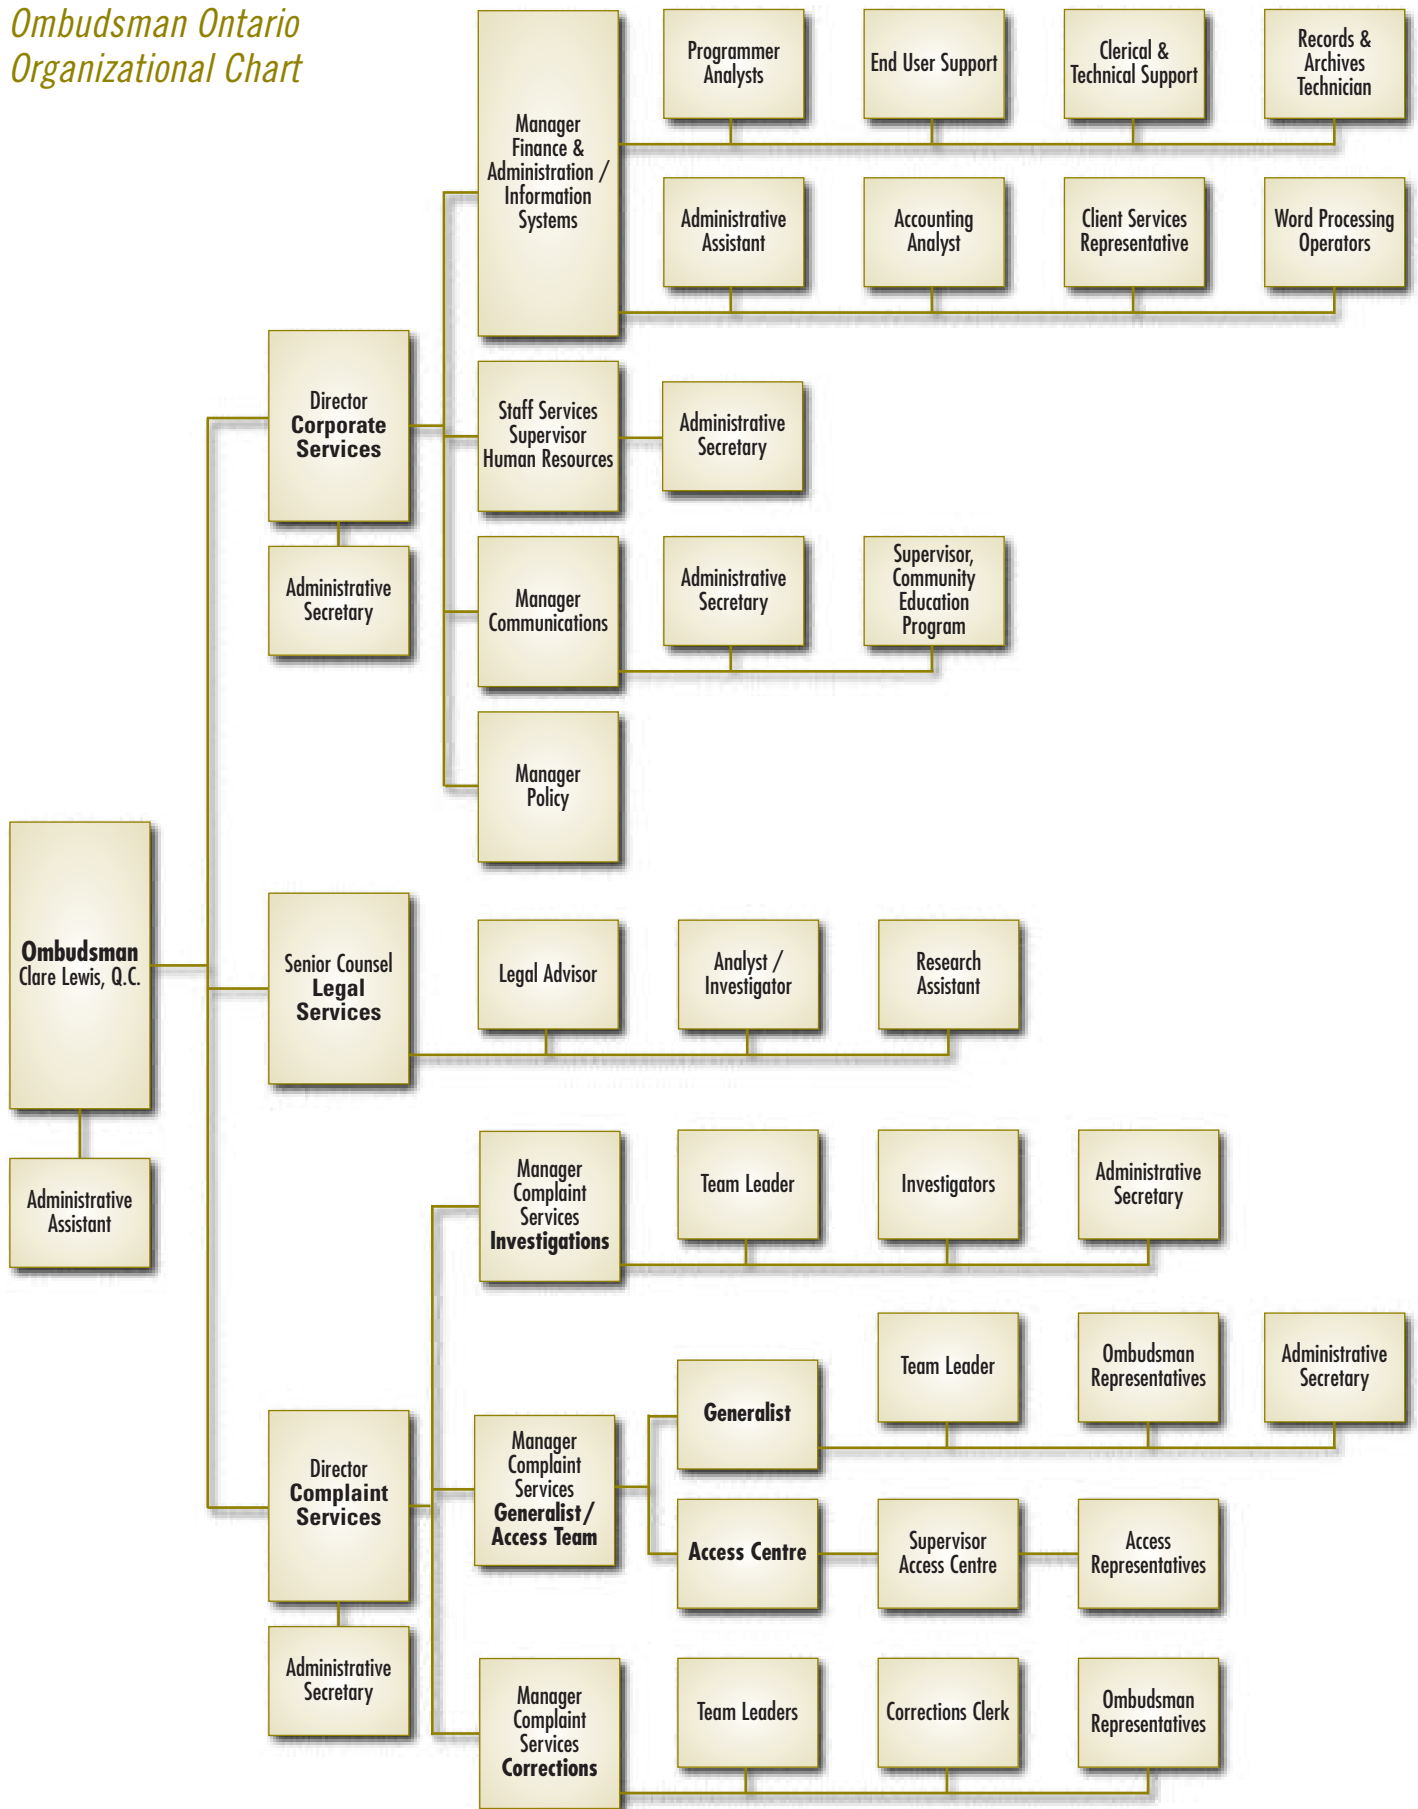 Ombudsman Ontario
Organizational Chart
Programmer
Analysts
End User Support
Clerical &
Technical Support
Records &
Archives
Technician
Manager
Finance &
Administration /
Information
Systems
Administrative
Assistant
Accounting
Analyst
Client Services
Representative
Word Processing
Operators
Director
Corporate
Services
Staff Services
Supervisor
Human Resources
Administrative
Secretary
Administrative
Secretary
Manager
Communications
Administrative
Secretary
Supervisor,
Community
Education
Program
Manager
Policy
Ombudsman
Clare Lewis, Q.C.
Administrative
Assistant
Senior Counsel
Legal
Services
Legal Advisor
Analyst /
Investigator
Research
Assistant
Manager
Complaint
Services
Investigations
Team Leader
Investigators
Administrative
Secretary
Director
Complaint
Services
Administrative
Secretary
Manager
Complaint
Services
Generalist/
Access Team
Generalist
Team Leader
Ombudsman
Representatives
Administrative
Secretary
Access Centre
Supervisor
Access Centre
Access
Representatives
Manager
Complaint
Services
Corrections
Team Leaders
Corrections Clerk
Ombudsman
Representatives